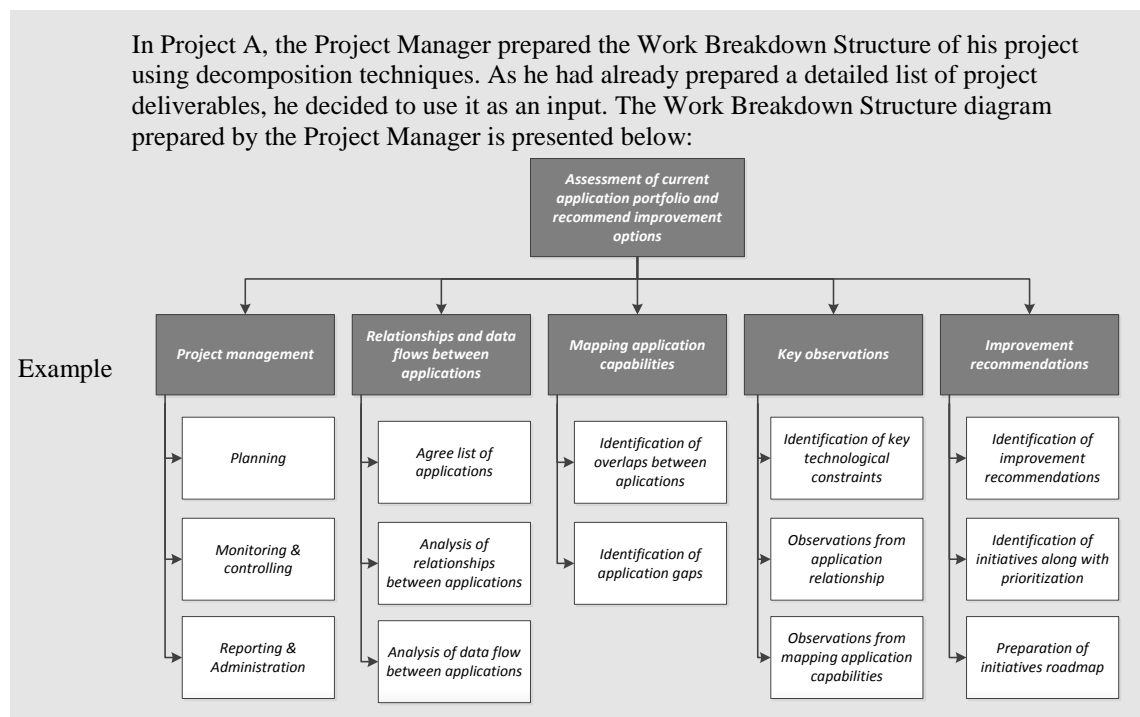 In Project A, the Project Manager prepared the Work Breakdown Structure of his project
using decomposition techniques. As he had already prepared a detailed list of project
deliverables, he decided to use it as an input. The Work Breakdown Structure diagram
prepared by the Project Manager is presented below:
Example
Assessment of current
application portfolio and
recommend improvement
options
Project management
Planning
Monitoring &
controlling
Reporting &
Administration
Relationships and data
flows between
applications
Agree list of
applications
Analysis of
relationships
between applications
Analysis of data flow
between applications
Mapping application
capabilities
Identification of
overlaps between
aplications
Identification of
application gaps
Key observations
Identification of key
technological
constraints
Observations from
application
relationship
Observations from
mapping application
capabilities
Improvement
recommendations
Identification of
improvement
recommendations
Identification of
initiatives along with
prioritization
Preparation of
initiatives roadmap